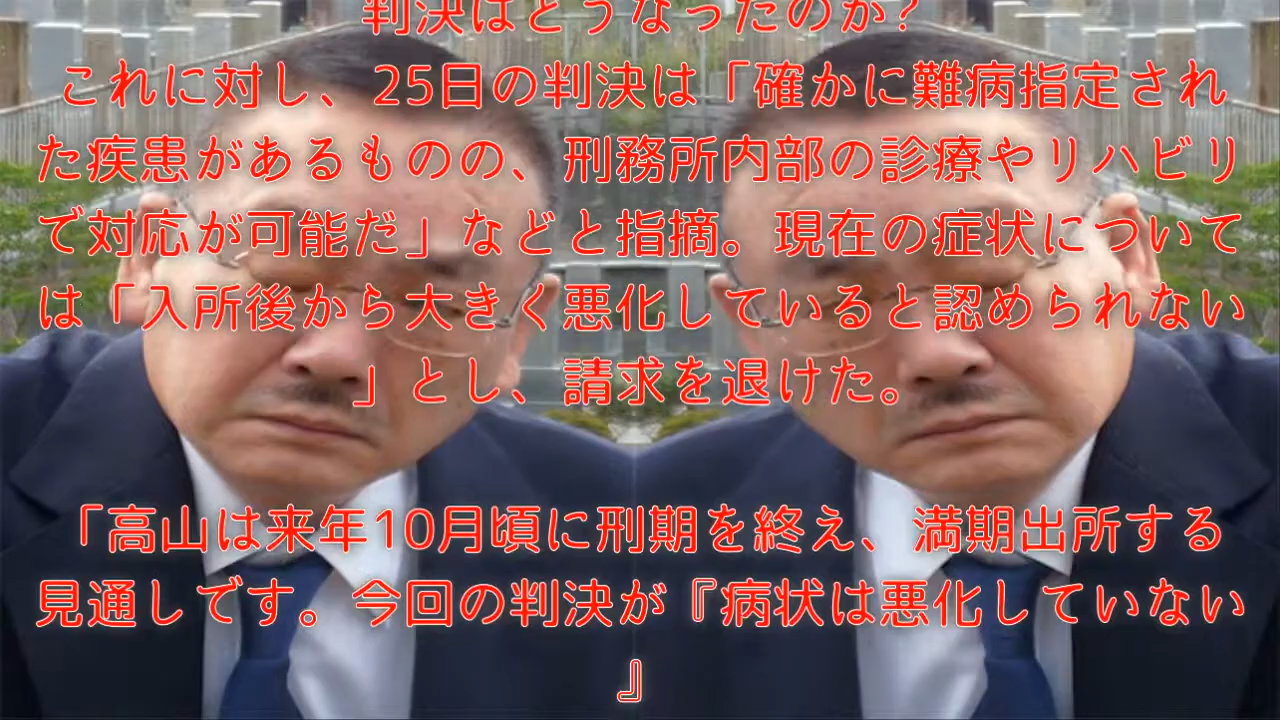 判決はどうなったのか?
これに対し、25日の判決は「確かに難病指定され
た疾患があるものの、刑務所内部の診療やリハビリ
で対応が可能だ」などと指摘。現在の症状について
は「入所後から大きく悪化していると認められない
」とし、請求を退けた。
「高山は来年10月頃に刑期を終え、満期出所する
見通しです。今回の判決が『病状は悪化していない
』